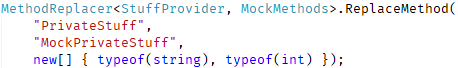 MethodReplacer<StuffProvider, MockMethods>.ReplaceMethod(
"PrivateStuff",
"MockPrivateStuff",
new[] { typeof(string), typeof(int) });